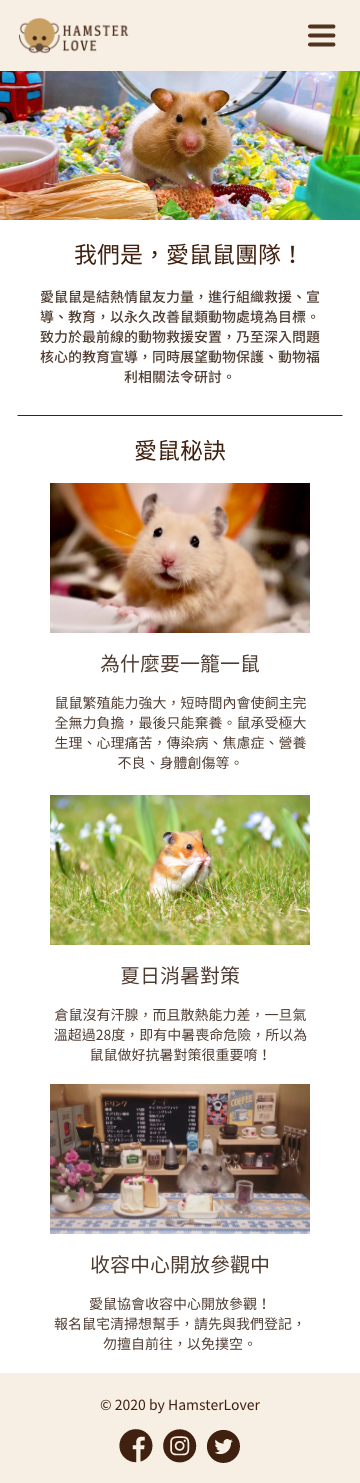 HAMSTER
LOVE
我們是，愛鼠鼠團隊！
愛鼠鼠是結熱情鼠友力量，進行組織救援、宣
導、教育，以永久改善鼠類動物處境為目標。
致力於最前線的動物救援安置，乃至深入問題
核心的教育宣導，同時展望動物保護、動物福
利相關法令研討。
愛鼠秘訣
為什麼要一籠一鼠
鼠鼠繁殖能力強大，短時間內會使飼主完
全無力負擔，最後只能棄養。鼠承受極大
生理、心理痛苦，傳染病、焦慮症、營養
不良、身體創傷等。
夏日消暑對策
倉鼠沒有汗腺，而且散熱能力差，一旦氣
溫超過28度，即有中暑喪命危險，所以為
鼠鼠做好抗暑對策很重要唷！
COFFEE
收容中心開放參觀中
愛鼠協會收容中心開放參觀！
報名鼠宅清掃想幫手，請先與我們登記，
勿擅自前往，以免撲空。
© 2020 by HamsterLover